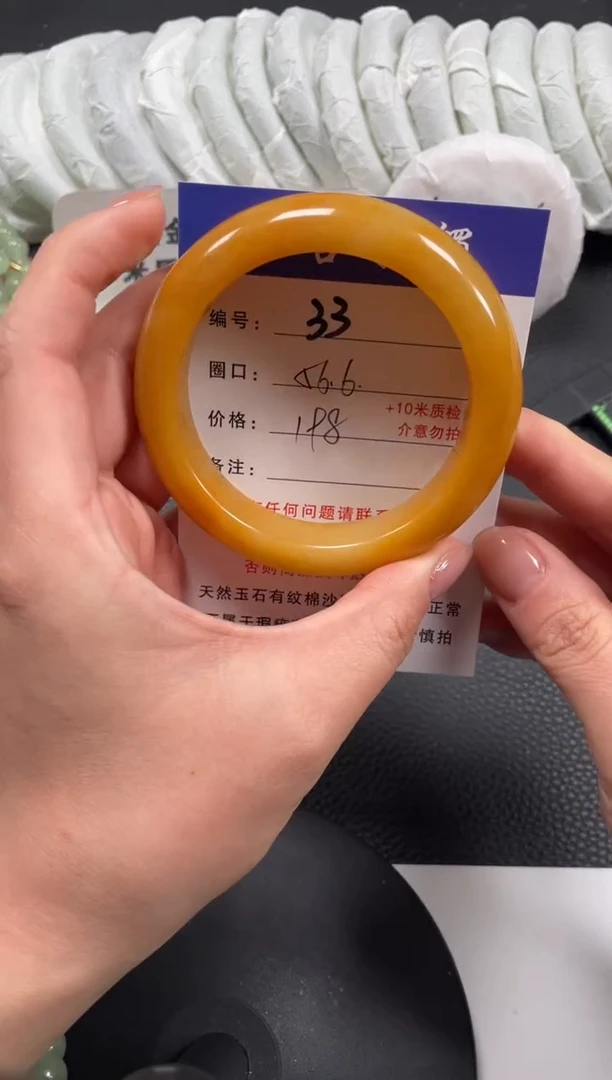 编号： 33
圈口： 56.6.
价格： 198
+10米质检
介意勿拍
备注：
任何问题请联系
天然玉石有纹棉沙
正常
慎拍